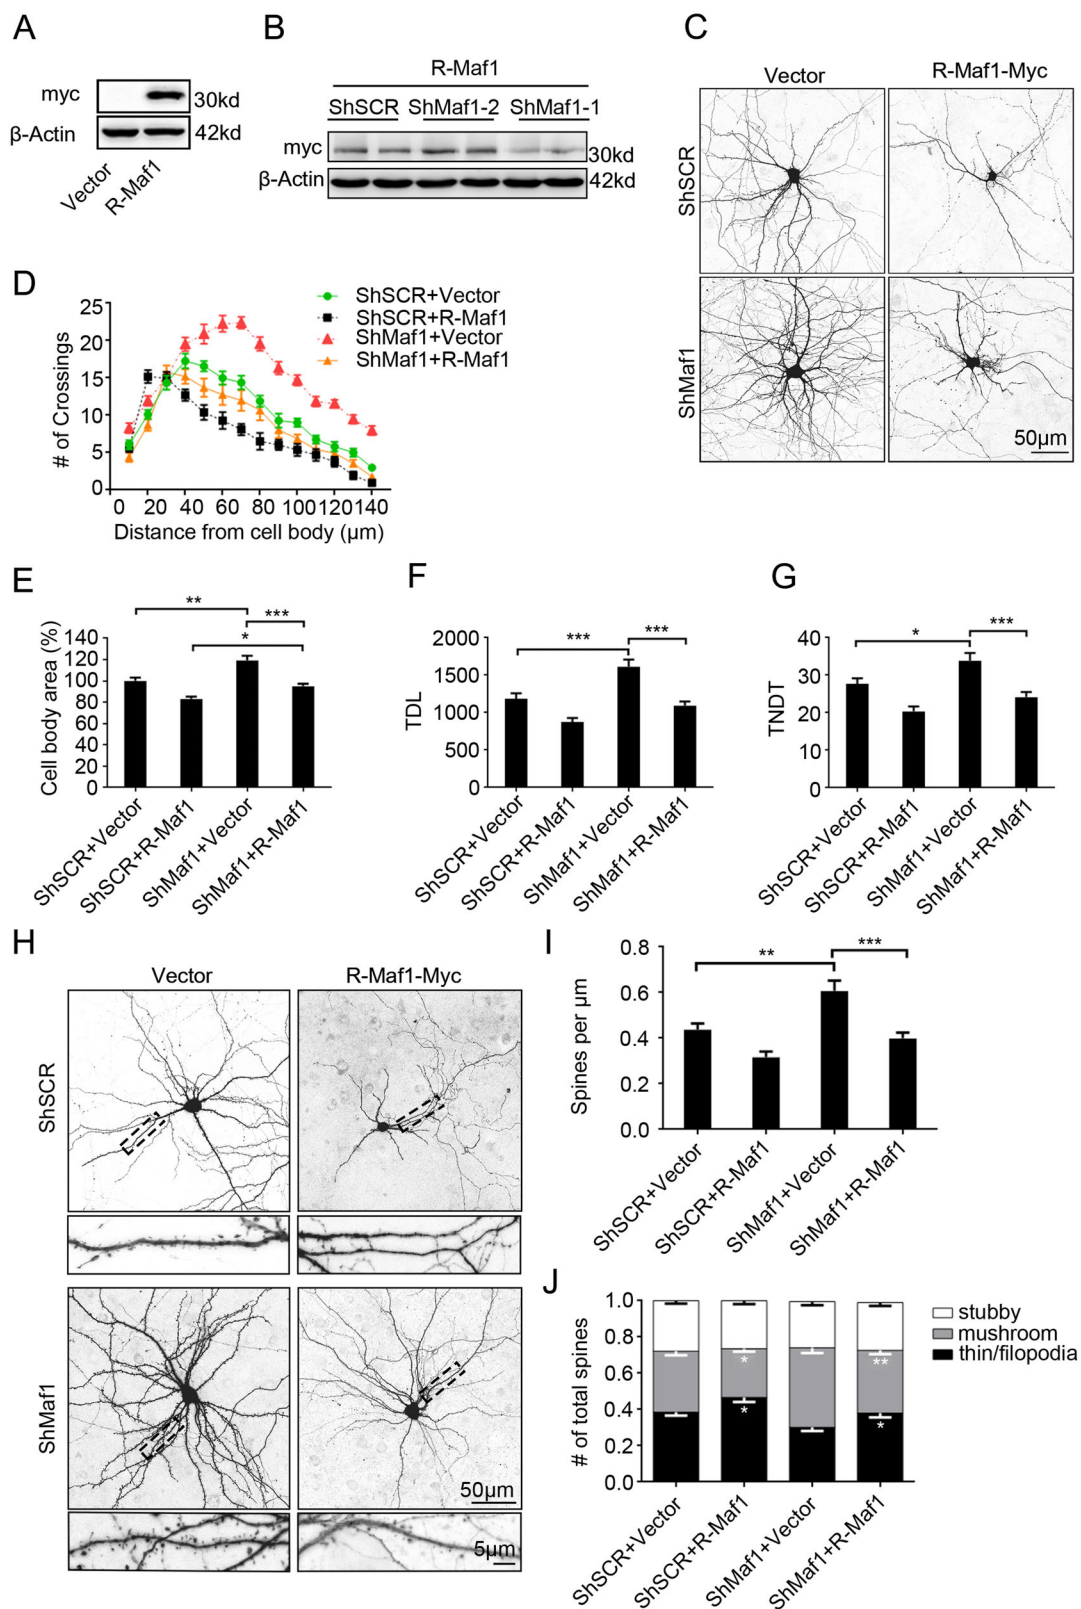 A
myc
30kd
β-Actin
42kd
Vector
R-Maf1
B
R-Maf1
ShSCR ShMaf1-2 ShMaf1-1
myc
30kd
β-Actin
42kd
C
Vector
R-Maf1-Myc
ShSCR
ShMaf1
50μm
D
ShSCR+Vector
ShSCR+R-Maf1
ShMaf1+Vector
ShMaf1+R-Maf1
# of Crossings
25
20
15
10
5
0
0 20 40 60 80 100 120 140
Distance from cell body (μm)
E
** 
***
*
Cell body area (%)
140
120
100
80
60
40
20
0
ShSCR+Vector
ShSCR+R-Maf1
ShMaf1+Vector
ShMaf1+R-Maf1
F
***
***
TDL
2000
1500
1000
500
0
ShSCR+Vector
ShSCR+R-Maf1
ShMaf1+Vector
ShMaf1+R-Maf1
G
*
***
TNDT
40
30
20
10
0
ShSCR+Vector
ShSCR+R-Maf1
ShMaf1+Vector
ShMaf1+R-Maf1
H
Vector
R-Maf1-Myc
ShSCR
ShMaf1
50μm
5μm
I
**
***
Spines per μm
0.8
0.6
0.4
0.2
0.0
ShSCR+Vector
ShSCR+R-Maf1
ShMaf1+Vector
ShMaf1+R-Maf1
J
# of total spines
1.0
0.8
0.6
0.4
0.2
0.0
*
*
**
*
stubby
mushroom
thin/filopodia
ShSCR+Vector
ShSCR+R-Maf1
ShMaf1+Vector
ShMaf1+R-Maf1